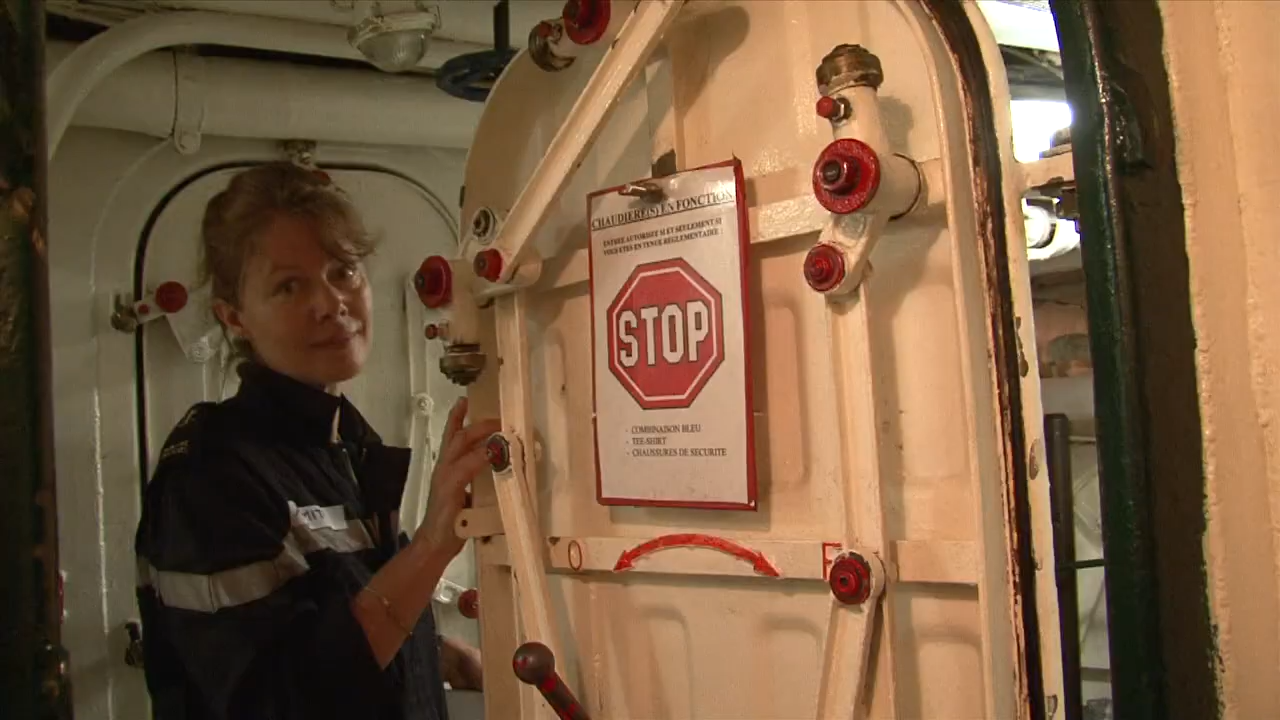 CHAUDIERE(S) EN FONCTION
ENTREE AUTORISEE SI ET SEULEMENT SI
VOUS ETES EN TENUE REGLEMENTAIRE :
STOP
- COMBINAISON BLEU
- TEE-SHIRT
- CHAUSSURES DE SECURITE
O
F